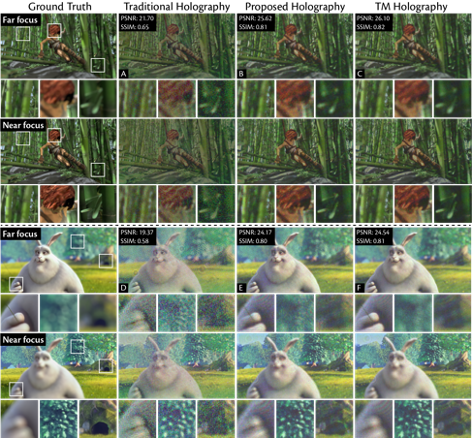 Ground Truth
Traditional Holography
Proposed Holography
TM Holography
Far focus
PSNR: 21.70
SSIM: 0.65
A
PSNR: 25.62
SSIM: 0.81
B
PSNR: 26.10
SSIM: 0.82
C
Near focus
Far focus
PSNR: 19.37
SSIM: 0.58
D
PSNR: 24.17
SSIM: 0.80
E
PSNR: 24.54
SSIM: 0.81
F
Near focus